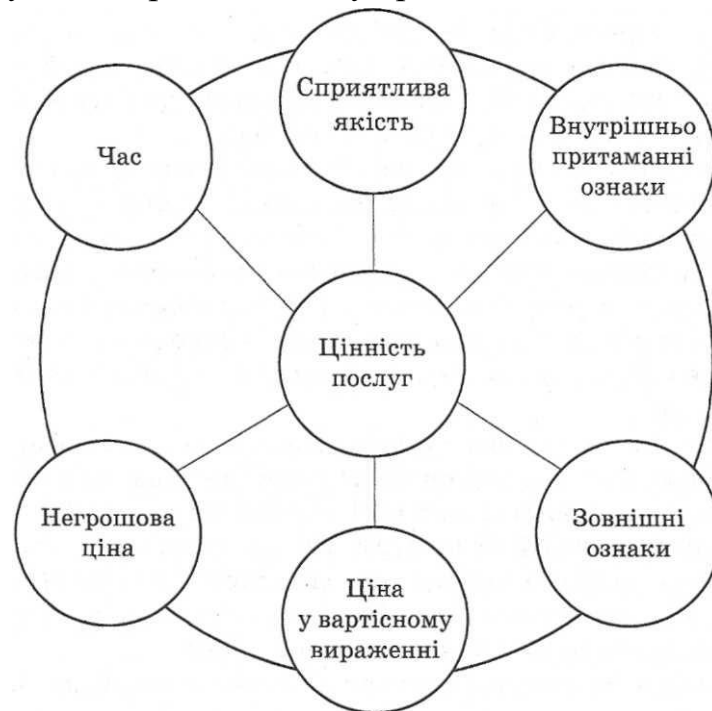 Сприятлива
якість
Час
Внутрішньо
притаманні
ознаки
Цінність
послуг
Негрошова
ціна
Зовнішні
ознаки
Ціна
у вартісному
вираженні